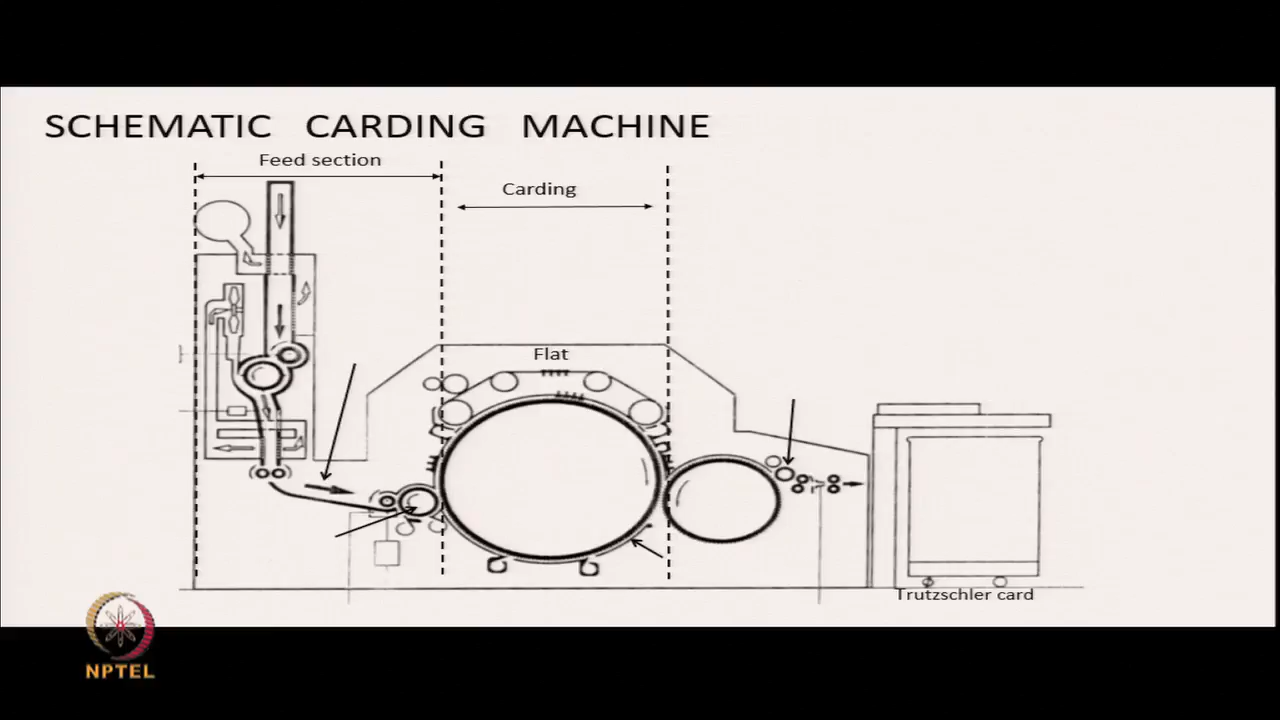 SCHEMATIC CARDING MACHINE
Feed section
Carding
Flat
Trutzschler card
NPTEL